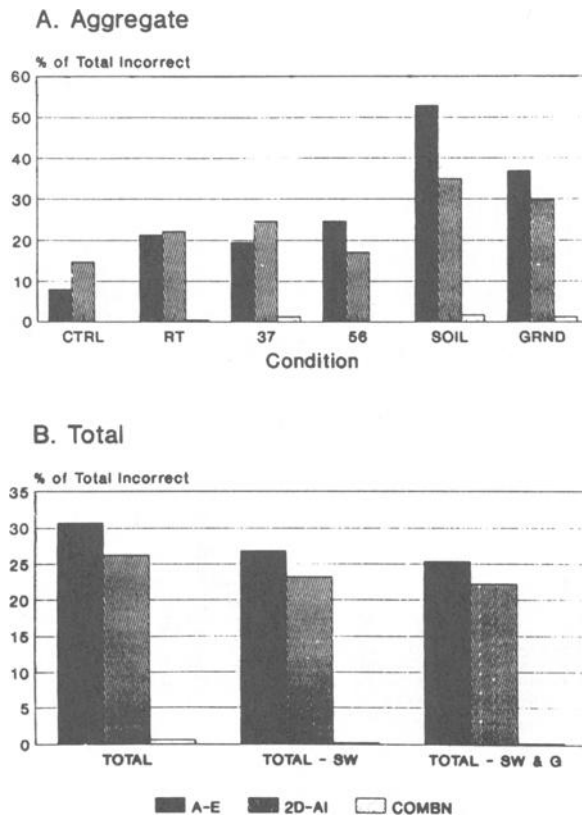 A. Aggregate
% of Total Incorrect
60
50
40
30
20
10
0
CTRL RT 37 56 SOIL GRND
Condition
B. Total
% of Total Incorrect
35
30
25
20
15
10
5
0
TOTAL TOTAL - SW TOTAL - SW & G
A-E 2D-AI COMBN